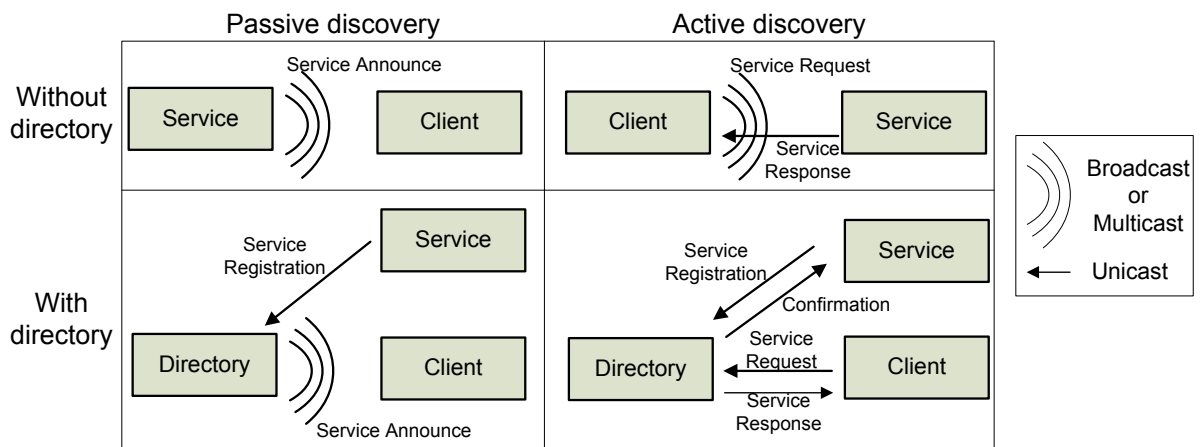 Passive discovery
Active discovery
Without
directory
Service Announce
Service
Client
Service Request
Client
Service
Service
Response
Broadcast
or
Multicast
Unicast
With
directory
Service
Registration
Service
Directory
Client
Service Announce
Service
Registration
Service
Confirmation
Directory
Service
Request
Client
Service
Response